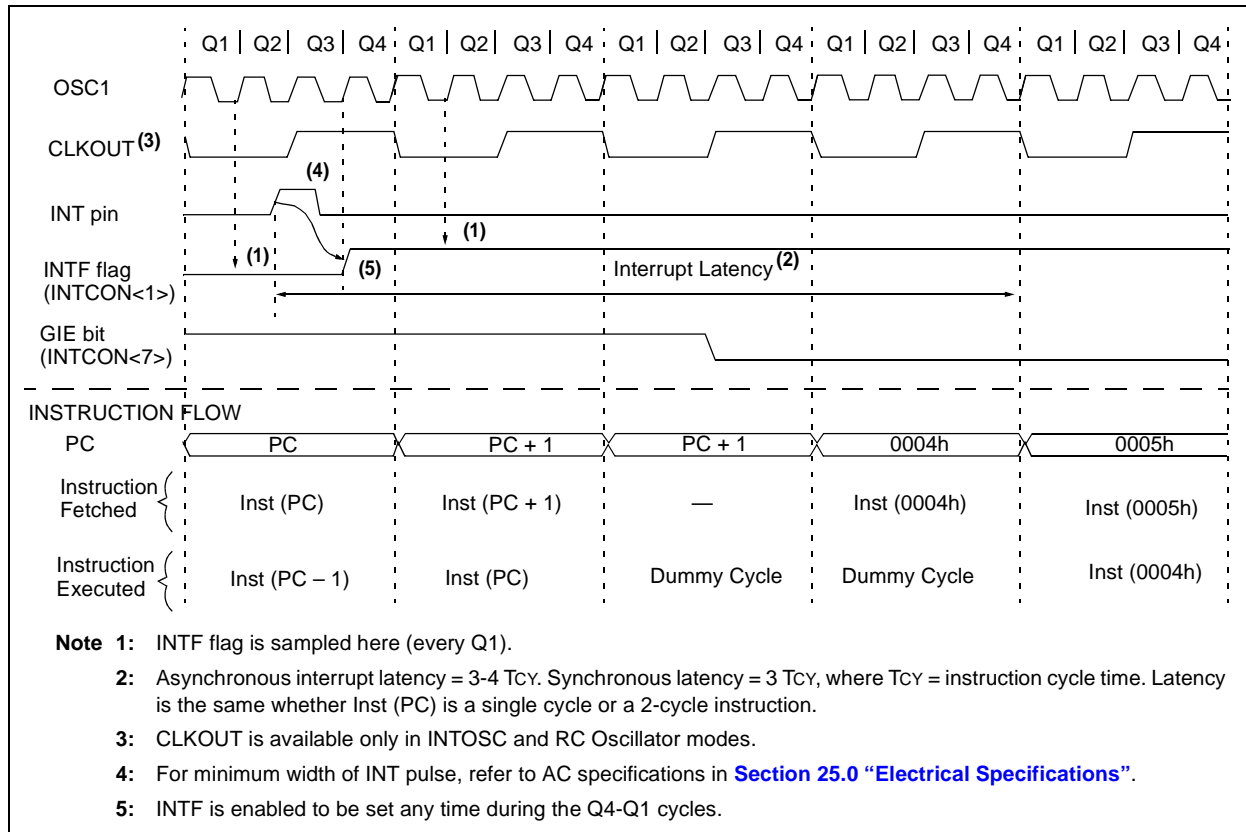 Q1 Q2 Q3 Q4 Q1 Q2 Q3 Q4 Q1 Q2 Q3 Q4 Q1 Q2 Q3 Q4 Q1 Q2 Q3 Q4
OSC1
CLKOUT (3)
(4)
INT pin
(1)
(1)
INTF flag
(INTCON<1>)
(5)
Interrupt Latency (2)
GIE bit
(INTCON<7>)
INSTRUCTION FLOW
PC PC PC + 1 PC + 1 0004h 0005h
Instruction
Fetched
Inst (PC) Inst (PC + 1) — Inst (0004h) Inst (0005h)
Instruction
Executed
Inst (PC – 1) Inst (PC) Dummy Cycle Dummy Cycle Inst (0004h)
Note 1: INTF flag is sampled here (every Q1).
2: Asynchronous interrupt latency = 3-4 TCY. Synchronous latency = 3 TCY, where TCY = instruction cycle time. Latency
is the same whether Inst (PC) is a single cycle or a 2-cycle instruction.
3: CLKOUT is available only in INTOSC and RC Oscillator modes.
4: For minimum width of INT pulse, refer to AC specifications in Section 25.0 “Electrical Specifications”.
5: INTF is enabled to be set any time during the Q4-Q1 cycles.